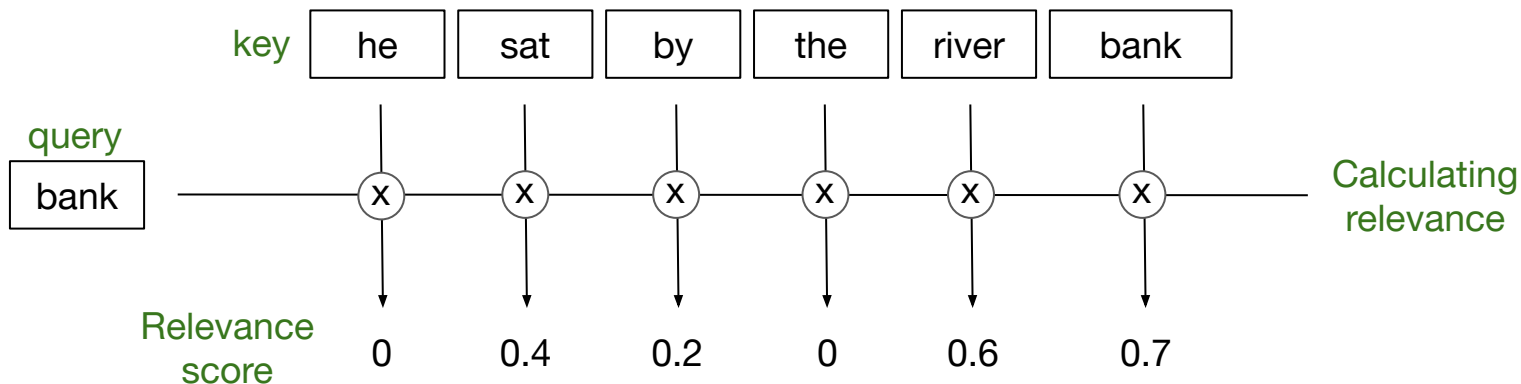 key he sat by the river bank
query
bank x x x x x x Calculating
relevance
Relevance
score 0 0.4 0.2 0 0.6 0.7